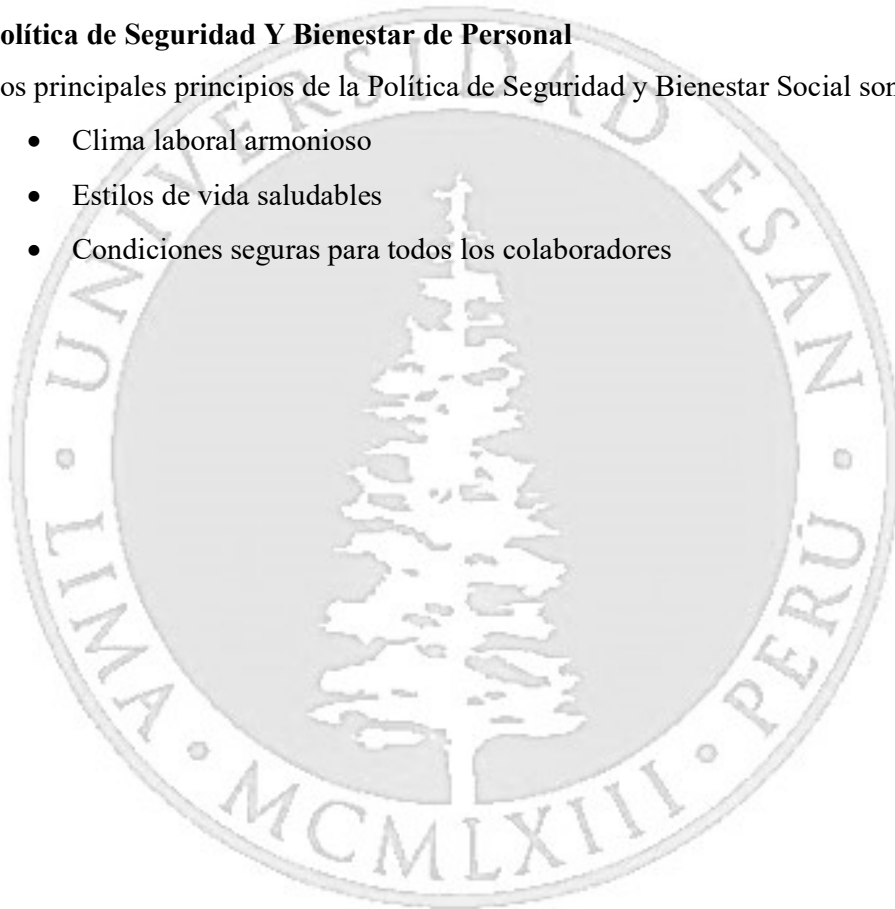 olítica de Seguridad Y Bienestar de Personal
os principales principios de la Política de Seguridad y Bienestar Social son
• Clima laboral armonioso
• Estilos de vida saludables
• Condiciones seguras para todos los colaboradores
UNIVERSIDAD ESAN
• LIMA • MCMLXIII • PERÚ •